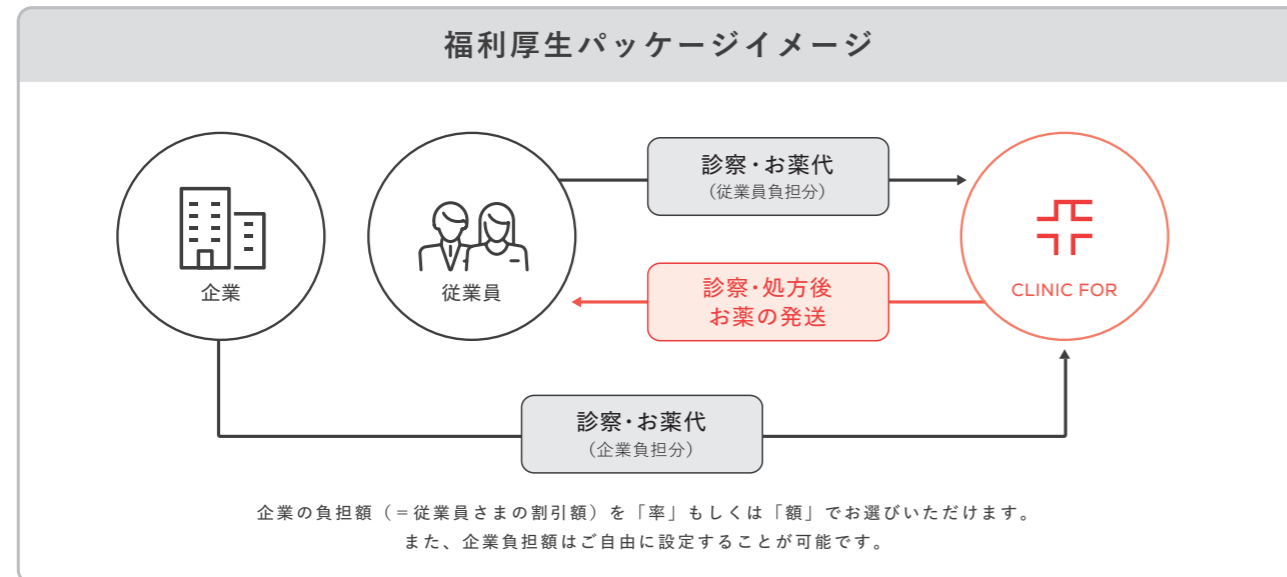 福利厚生パッケージイメージ
診察・お薬代
（従業員負担分）
企業
従業員
診察・処方後
お薬の発送
CLINIC FOR
診察・お薬代
（企業負担分）
企業の負担額（＝従業員さまの割引額）を「率」もしくは「額」でお選びいただけます。
また、企業負担額はご自由に設定することが可能です。